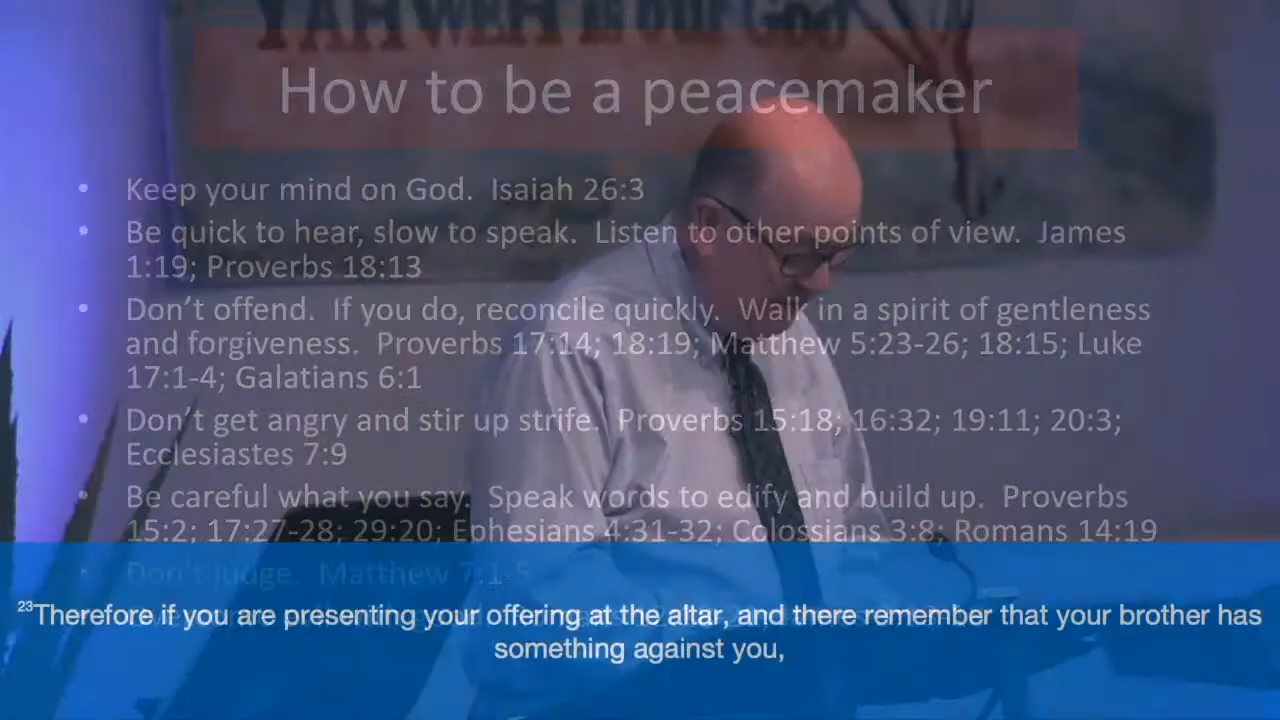 YAHWEH is our God
How to be a peacemaker
• Keep your mind on God. Isaiah 26:3
• Be quick to hear, slow to speak. Listen to other points of view. James
1:19; Proverbs 18:13
• Don’t offend. If you do, reconcile quickly. Walk in a spirit of gentleness
and forgiveness. Proverbs 17:14; 18:19; Matthew 5:23-26; 18:15; Luke
17:1-4; Galatians 6:1
• Don’t get angry and stir up strife. Proverbs 15:18; 16:32; 19:11; 20:3;
Ecclesiastes 7:9
• Be careful what you say. Speak words to edify and build up. Proverbs
15:2; 17:27-28; 29:20; Ephesians 4:31-32; Colossians 3:8; Romans 14:19
• Don’t judge. Matthew 7:1-5
23Therefore if you are presenting your offering at the altar, and there remember that your brother has
something against you,